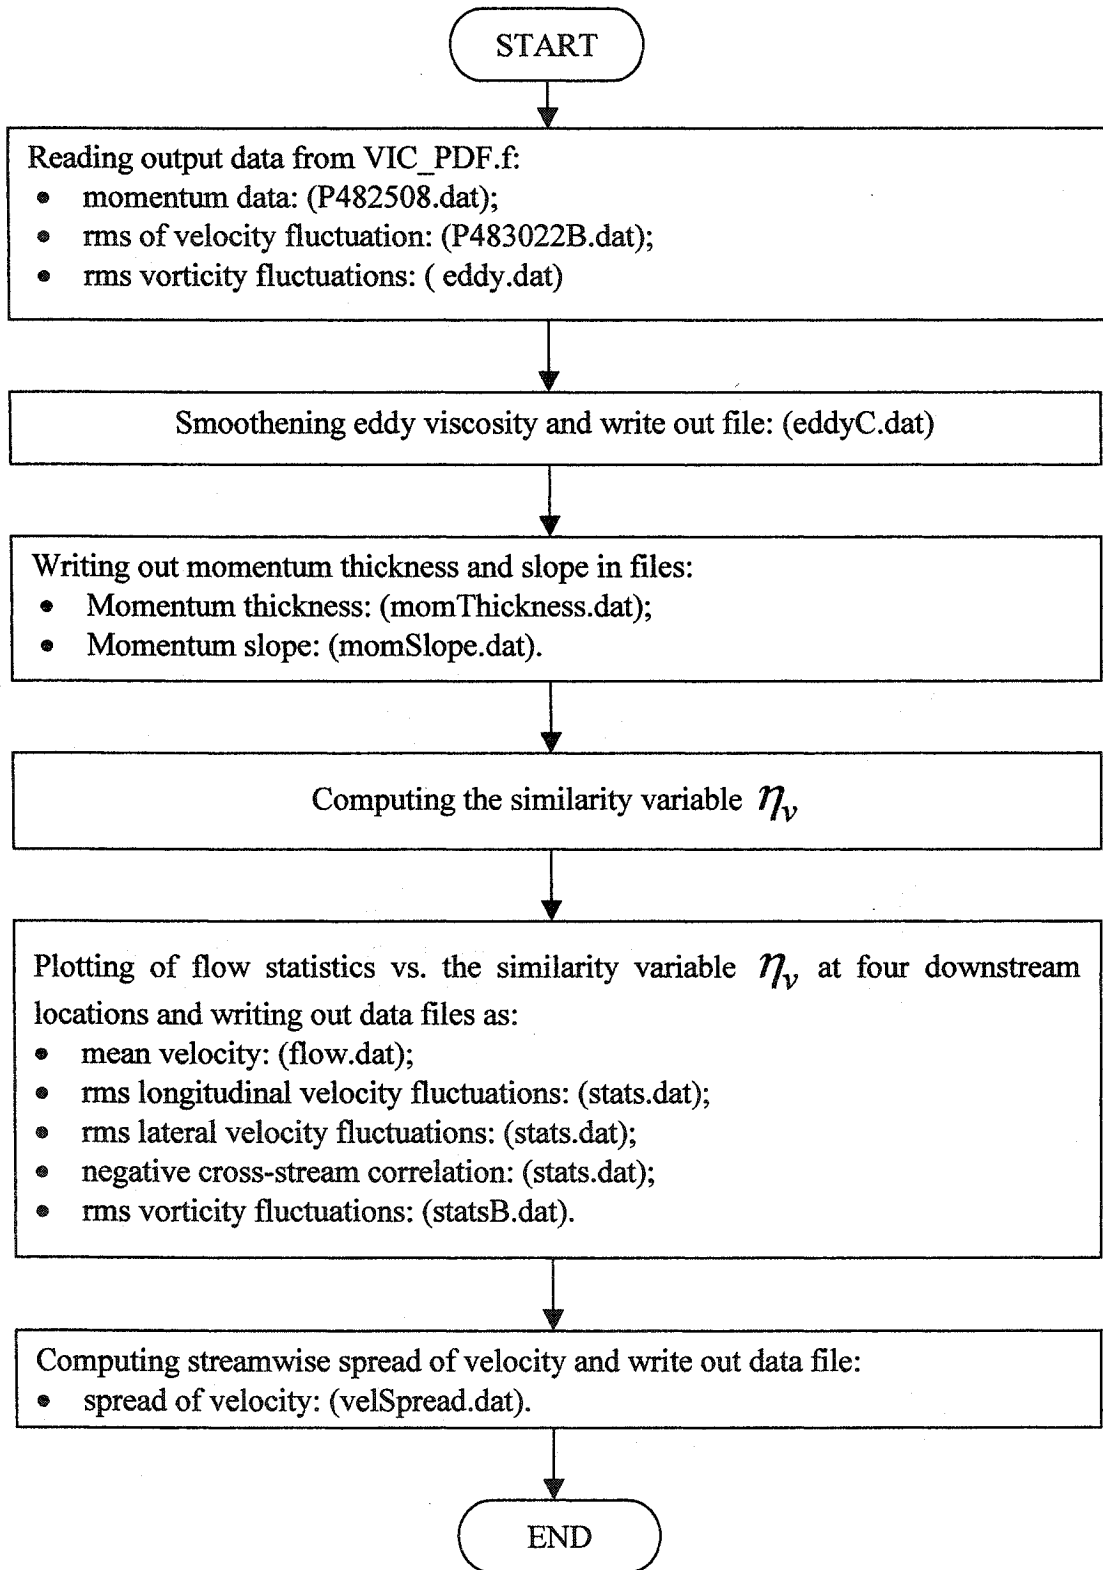 START
Reading output data from VIC_PDF.f:
• momentum data: (P482508.dat);
• rms of velocity fluctuation: (P483022B.dat);
• rms vorticity fluctuations: ( eddy.dat)
Smoothening eddy viscosity and write out file: (eddyC.dat)
Writing out momentum thickness and slope in files:
• Momentum thickness: (momThickness.dat);
• Momentum slope: (momSlope.dat).
Computing the similarity variable ηᵥ
Plotting of flow statistics vs. the similarity variable ηᵥ at four downstream
locations and writing out data files as:
• mean velocity: (flow.dat);
• rms longitudinal velocity fluctuations: (stats.dat);
• rms lateral velocity fluctuations: (stats.dat);
• negative cross-stream correlation: (stats.dat);
• rms vorticity fluctuations: (statsB.dat).
Computing streamwise spread of velocity and write out data file:
• spread of velocity: (velSpread.dat).
END